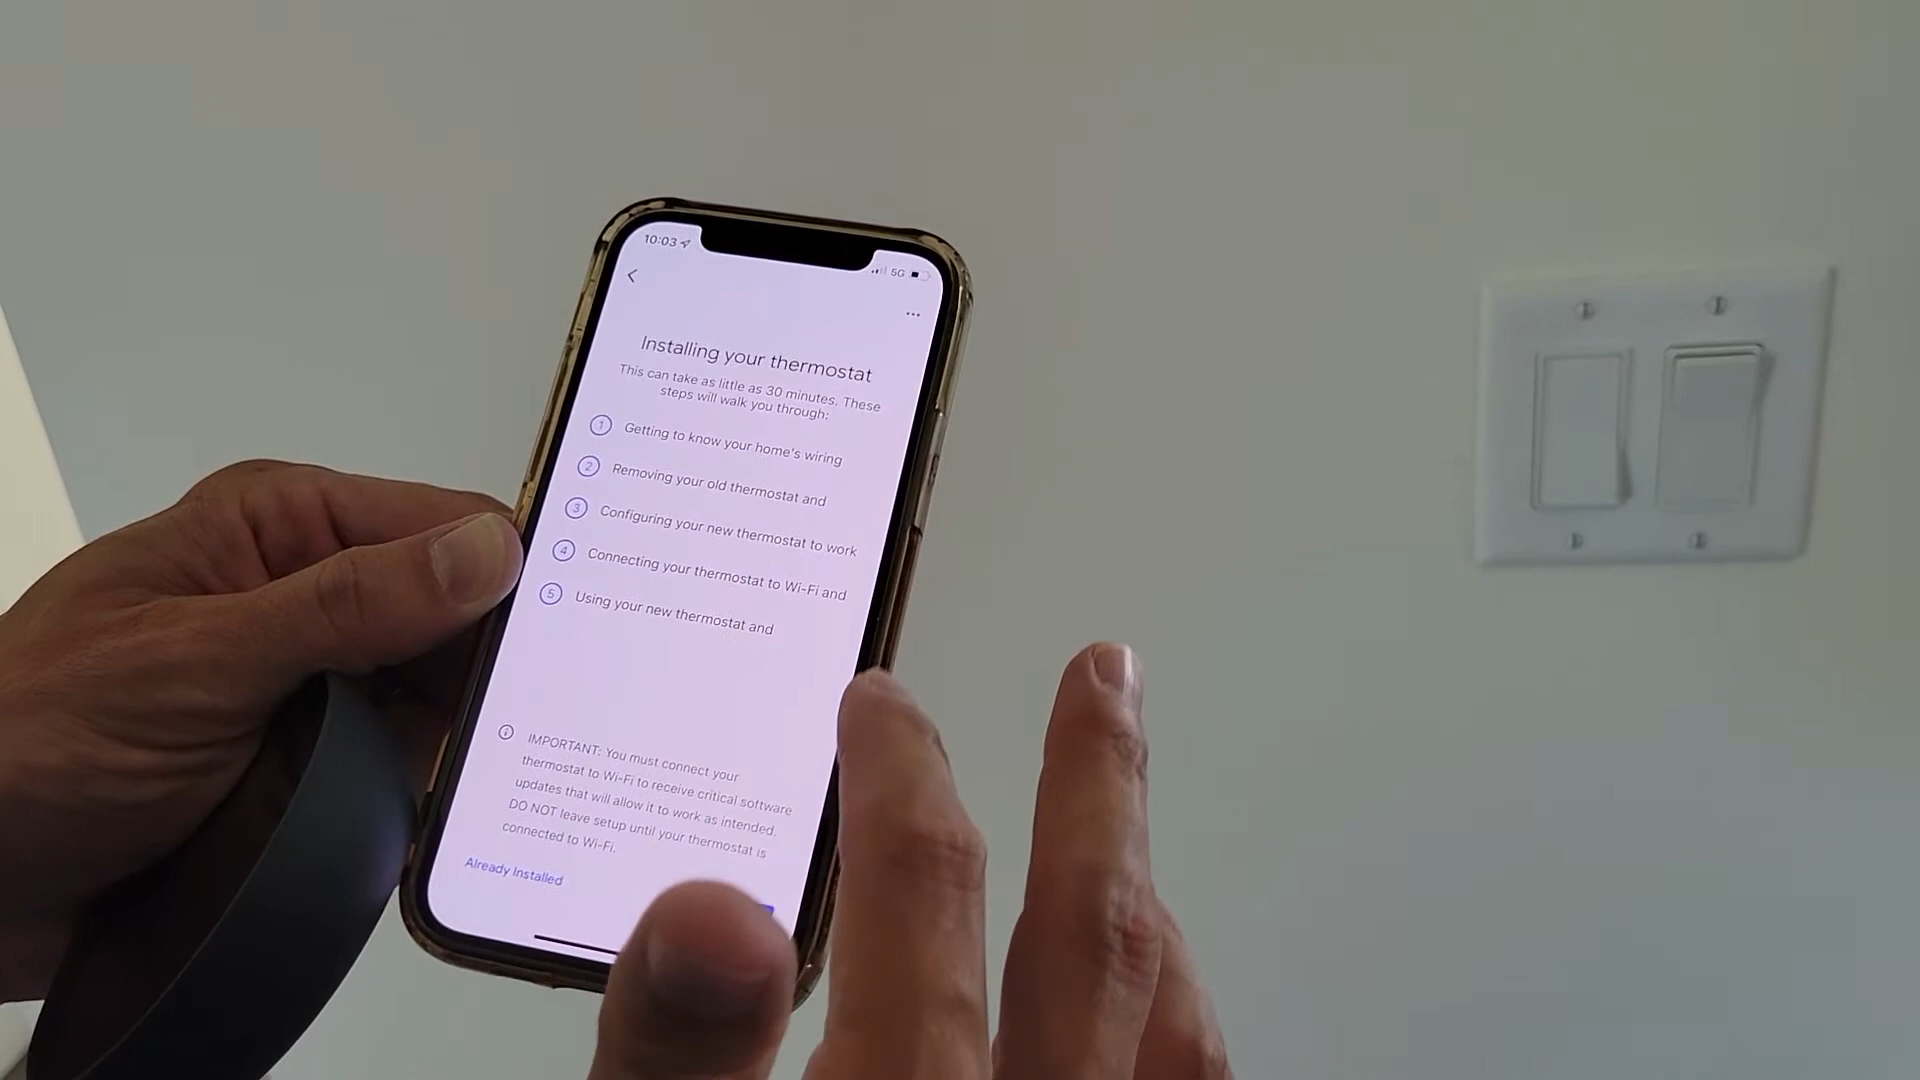 10:03
5G
Installing your thermostat
This can take as little as 30 minutes. These
steps will walk you through:
1 Getting to know your home's wiring
2 Removing your old thermostat and
3 Configuring your new thermostat to work
4 Connecting your thermostat to Wi-Fi and
5 Using your new thermostat and
IMPORTANT: You must connect your
thermostat to Wi-Fi to receive critical software
updates that will allow it to work as intended.
DO NOT leave setup until your thermostat is
connected to Wi-Fi.
Already Installed